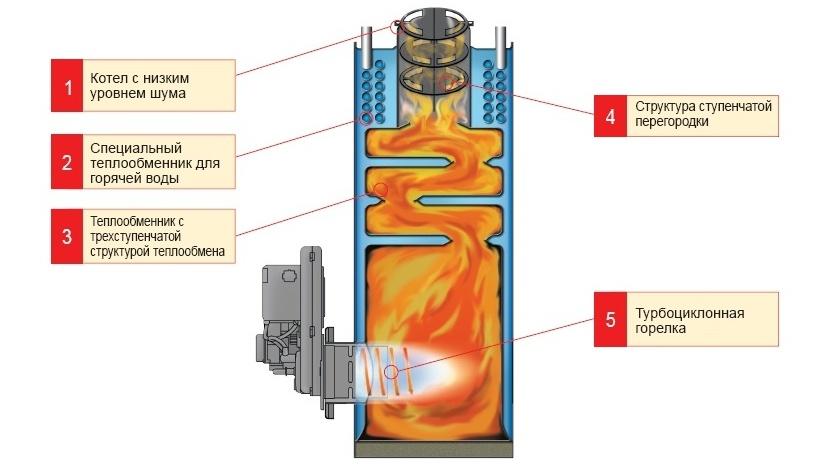 1
Котел с низким
уровнем шума
2
Специальный
теплообменник для
горячей воды
3
Теплообменник с
трехступенчатой
структурой теплообмена
4
Структура ступенчатой
перегородки
5
Турбоциклонная
горелка